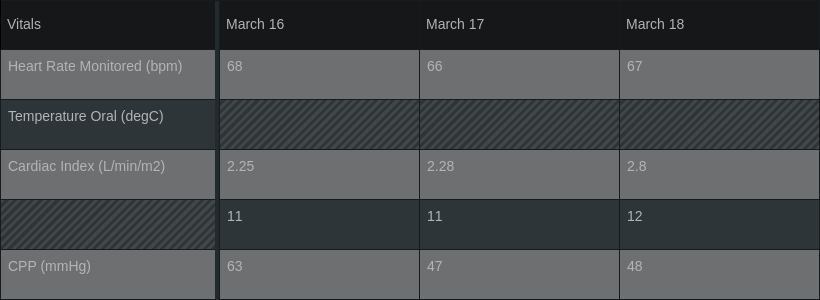 Vitals March 16 March 17 March 18
Heart Rate Monitored (bpm) 68 66 67
Temperature Oral (degC)
Cardiac Index (L/min/m2) 2.25 2.28 2.8
11 11 12
CPP (mmHg) 63 47 48